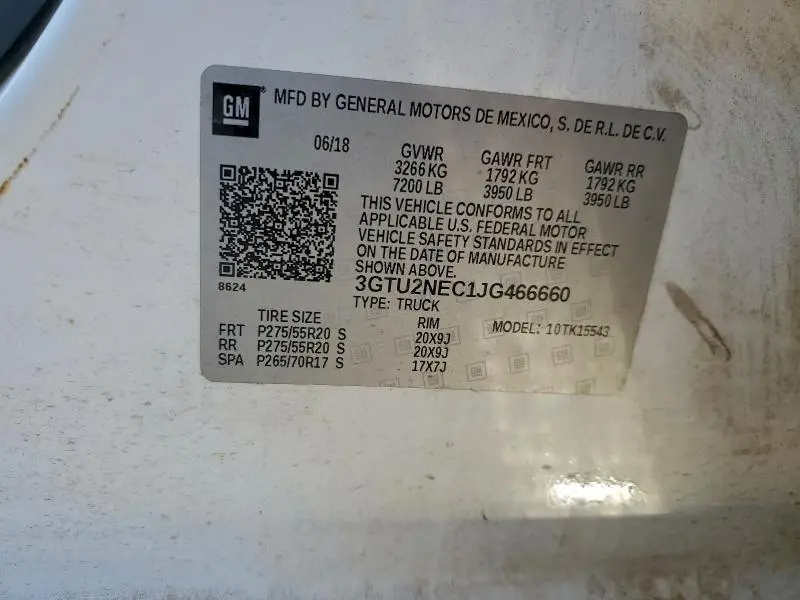 GM MFD BY GENERAL MOTORS DE MEXICO, S. DE R.L. DE C.V.
06/18 GVWR GAWR FRT GAWR RR
3266 KG 1792 KG 1792 KG
7200 LB 3950 LB 3950 LB
THIS VEHICLE CONFORMS TO ALL
APPLICABLE U.S. FEDERAL MOTOR
VEHICLE SAFETY STANDARDS IN EFFECT
ON THE DATE OF MANUFACTURE
SHOWN ABOVE.
8624
3GTU2NEC1JG466660
TYPE: TRUCK
TIRE SIZE RIM MODEL: 10TK15543
FRT P275/55R20 S 20X9J
RR P275/55R20 S 20X9J
SPA P265/70R17 S 17X7J